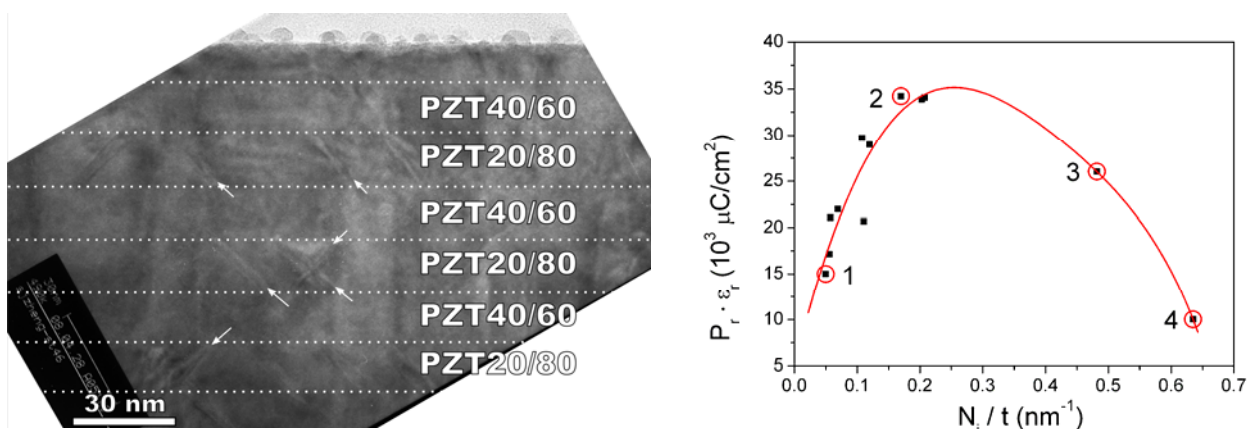 PZT40/60
PZT20/80
PZT40/60
PZT20/80
PZT40/60
PZT20/80
30 nm
40
35
30
25
20
15
10
5
0.0 0.1 0.2 0.3 0.4 0.5 0.6 0.7
1
2
3
4
Pr · εr (10³ μC/cm²)
Ni / t (nm⁻¹)